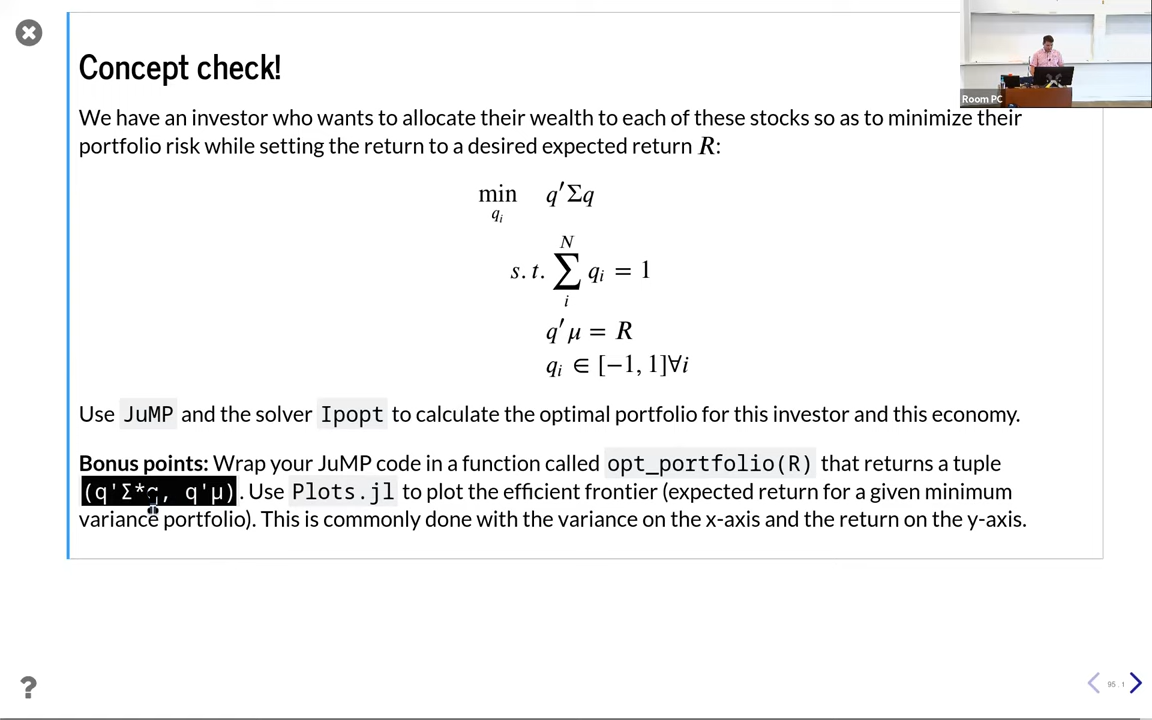 Concept check!
We have an investor who wants to allocate their wealth to each of these stocks so as to minimize their
portfolio risk while setting the return to a desired expected return R:
min q′Σq
q_i
N
s.t. ∑ q_i = 1
i
q′μ = R
q_i ∈ [−1, 1]∀i
Use JuMP and the solver Ipopt to calculate the optimal portfolio for this investor and this economy.
Bonus points: Wrap your JuMP code in a function called opt_portfolio(R) that returns a tuple
(q'Σ*q, q'μ). Use Plots.jl to plot the efficient frontier (expected return for a given minimum
variance portfolio). This is commonly done with the variance on the x-axis and the return on the y-axis.
Room PC
?
95.1